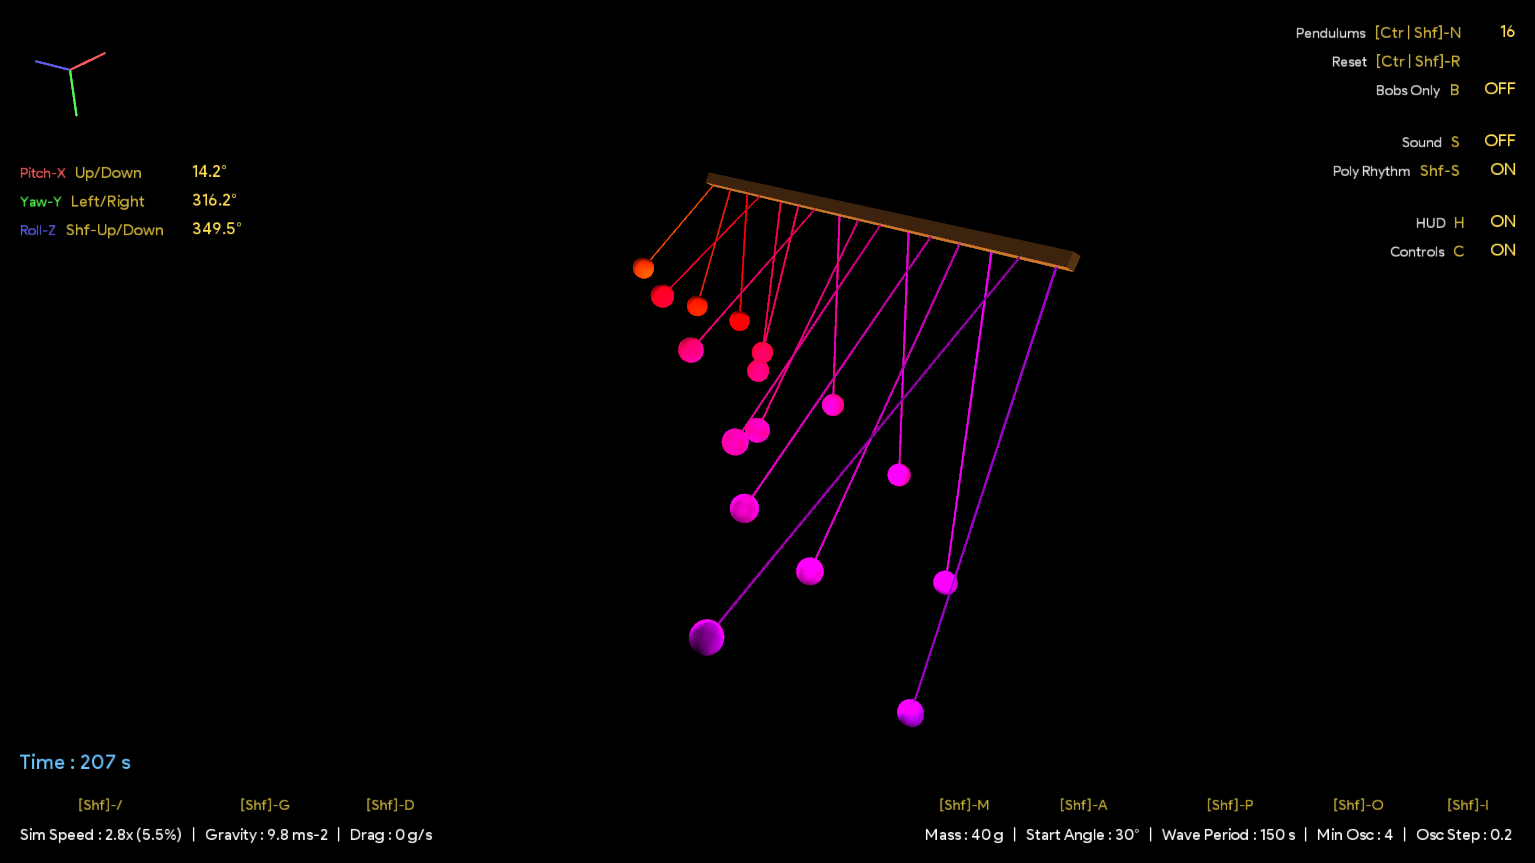 Pendulums [Ctr | Shf]-N 16
Reset [Ctr | Shf]-R
Bobs Only B OFF
Sound S OFF
Poly Rhythm Shf-S ON
HUD H ON
Controls C ON
Pitch-X Up/Down 14.2°
Yaw-Y Left/Right 316.2°
Roll-Z Shf-Up/Down 349.5°
Time : 207 s
[Shf]-/ [Shf]-G [Shf]-D [Shf]-M [Shf]-A [Shf]-P [Shf]-O [Shf]-I
Sim Speed : 2.8x (5.5%) | Gravity : 9.8 ms-2 | Drag : 0 g/s Mass : 40 g | Start Angle : 30° | Wave Period : 150 s | Min Osc : 4 | Osc Step : 0.2